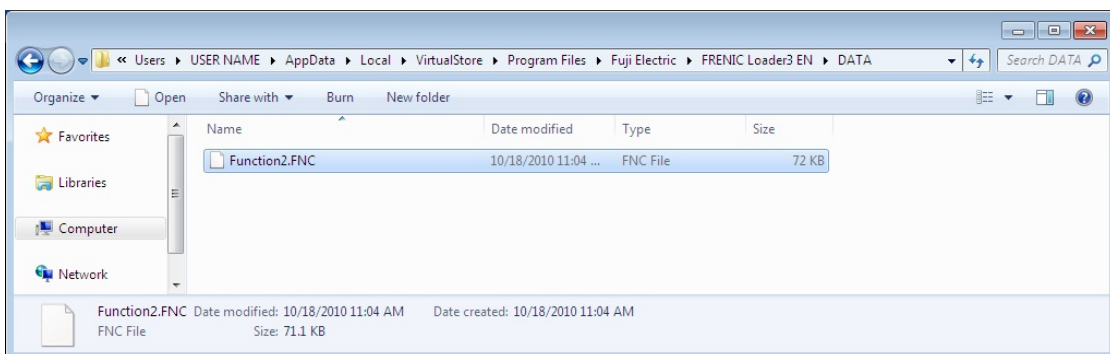 « Users ▸ USER NAME ▸ AppData ▸ Local ▸ VirtualStore ▸ Program Files ▸ Fuji Electric ▸ FRENIC Loader3 EN ▸ DATA Search DATA
Organize Open Share with Burn New folder
Favorites
Libraries
Computer
Network
Name Date modified Type Size
Function2.FNC 10/18/2010 11:04 ... FNC File 72 KB
Function2.FNC Date modified: 10/18/2010 11:04 AM Date created: 10/18/2010 11:04 AM
FNC File Size: 71.1 KB